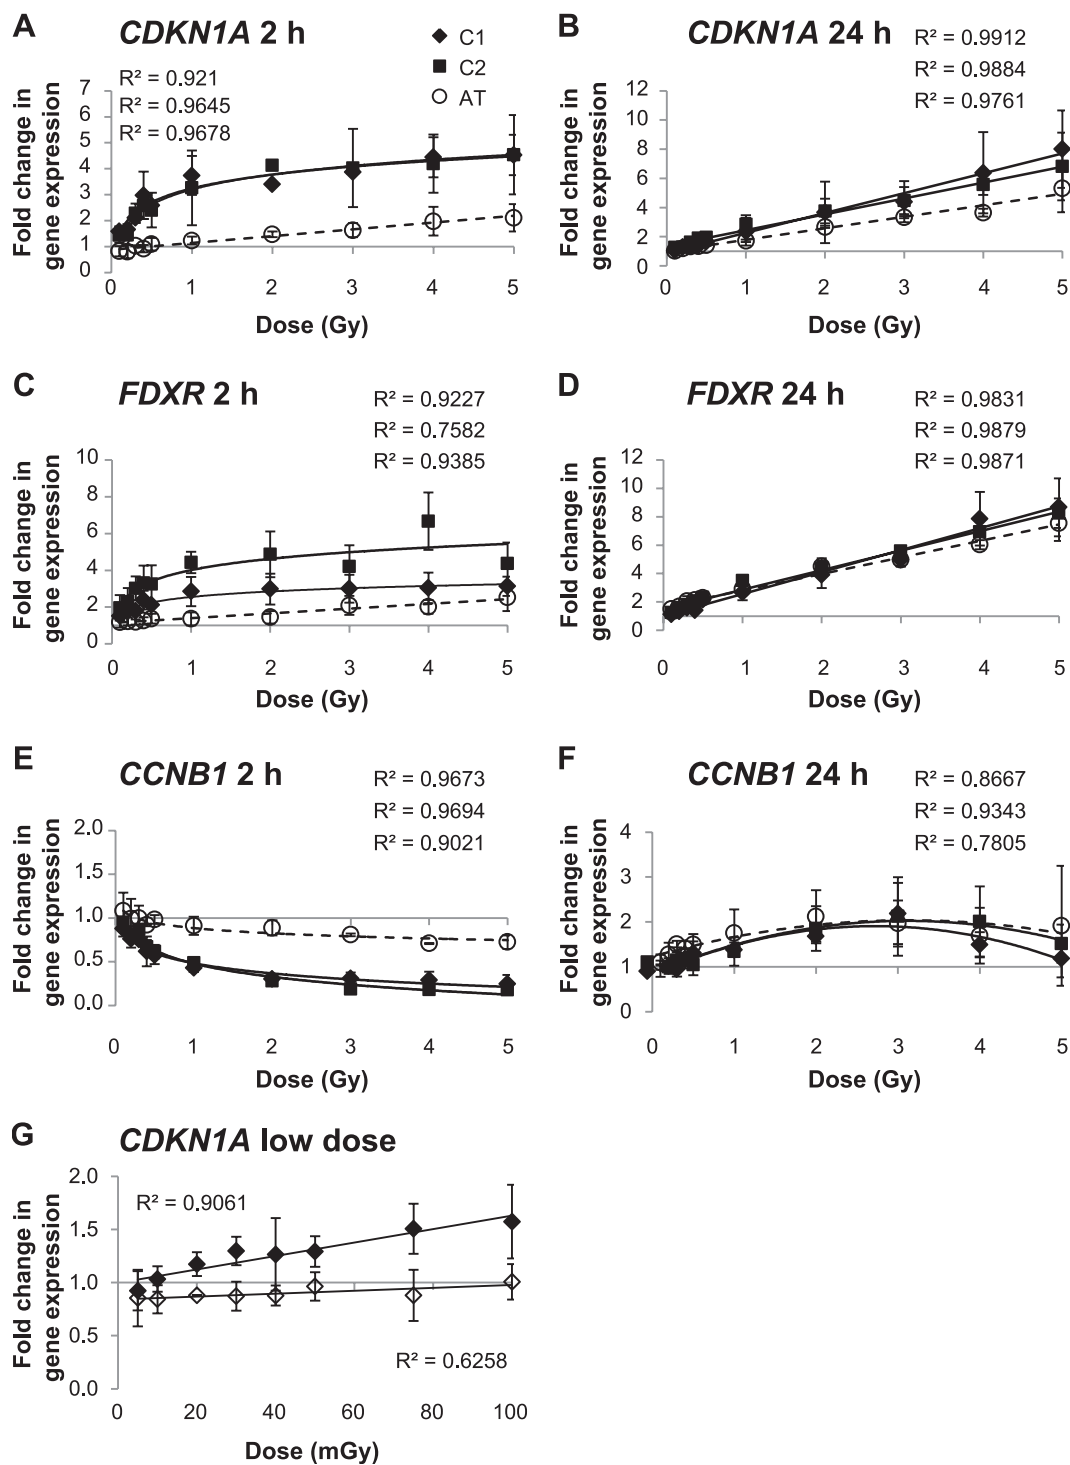 A
CDKN1A 2 h
C1
C2
AT
R² = 0.921
R² = 0.9645
R² = 0.9678
Fold change in
gene expression
7
6
5
4
3
2
1
0
0 1 2 3 4 5
Dose (Gy)
B
CDKN1A 24 h
R² = 0.9912
R² = 0.9884
R² = 0.9761
Fold change in
gene expression
12
10
8
6
4
2
0
0 1 2 3 4 5
Dose (Gy)
C
FDXR 2 h
R² = 0.9227
R² = 0.7582
R² = 0.9385
Fold change in
gene expression
10
8
6
4
2
0
0 1 2 3 4 5
Dose (Gy)
D
FDXR 24 h
R² = 0.9831
R² = 0.9879
R² = 0.9871
Fold change in
gene expression
12
10
8
6
4
2
0
0 1 2 3 4 5
Dose (Gy)
E
CCNB1 2 h
R² = 0.9673
R² = 0.9694
R² = 0.9021
Fold change in
gene expression
2.0
1.5
1.0
0.5
0.0
0 1 2 3 4 5
Dose (Gy)
F
CCNB1 24 h
R² = 0.8667
R² = 0.9343
R² = 0.7805
Fold change in
gene expression
4
3
2
1
0
0 1 2 3 4 5
Dose (Gy)
G
CDKN1A low dose
R² = 0.9061
Fold change in
gene expression
2.0
1.5
1.0
0.5
0.0
R² = 0.6258
0 20 40 60 80 100
Dose (mGy)